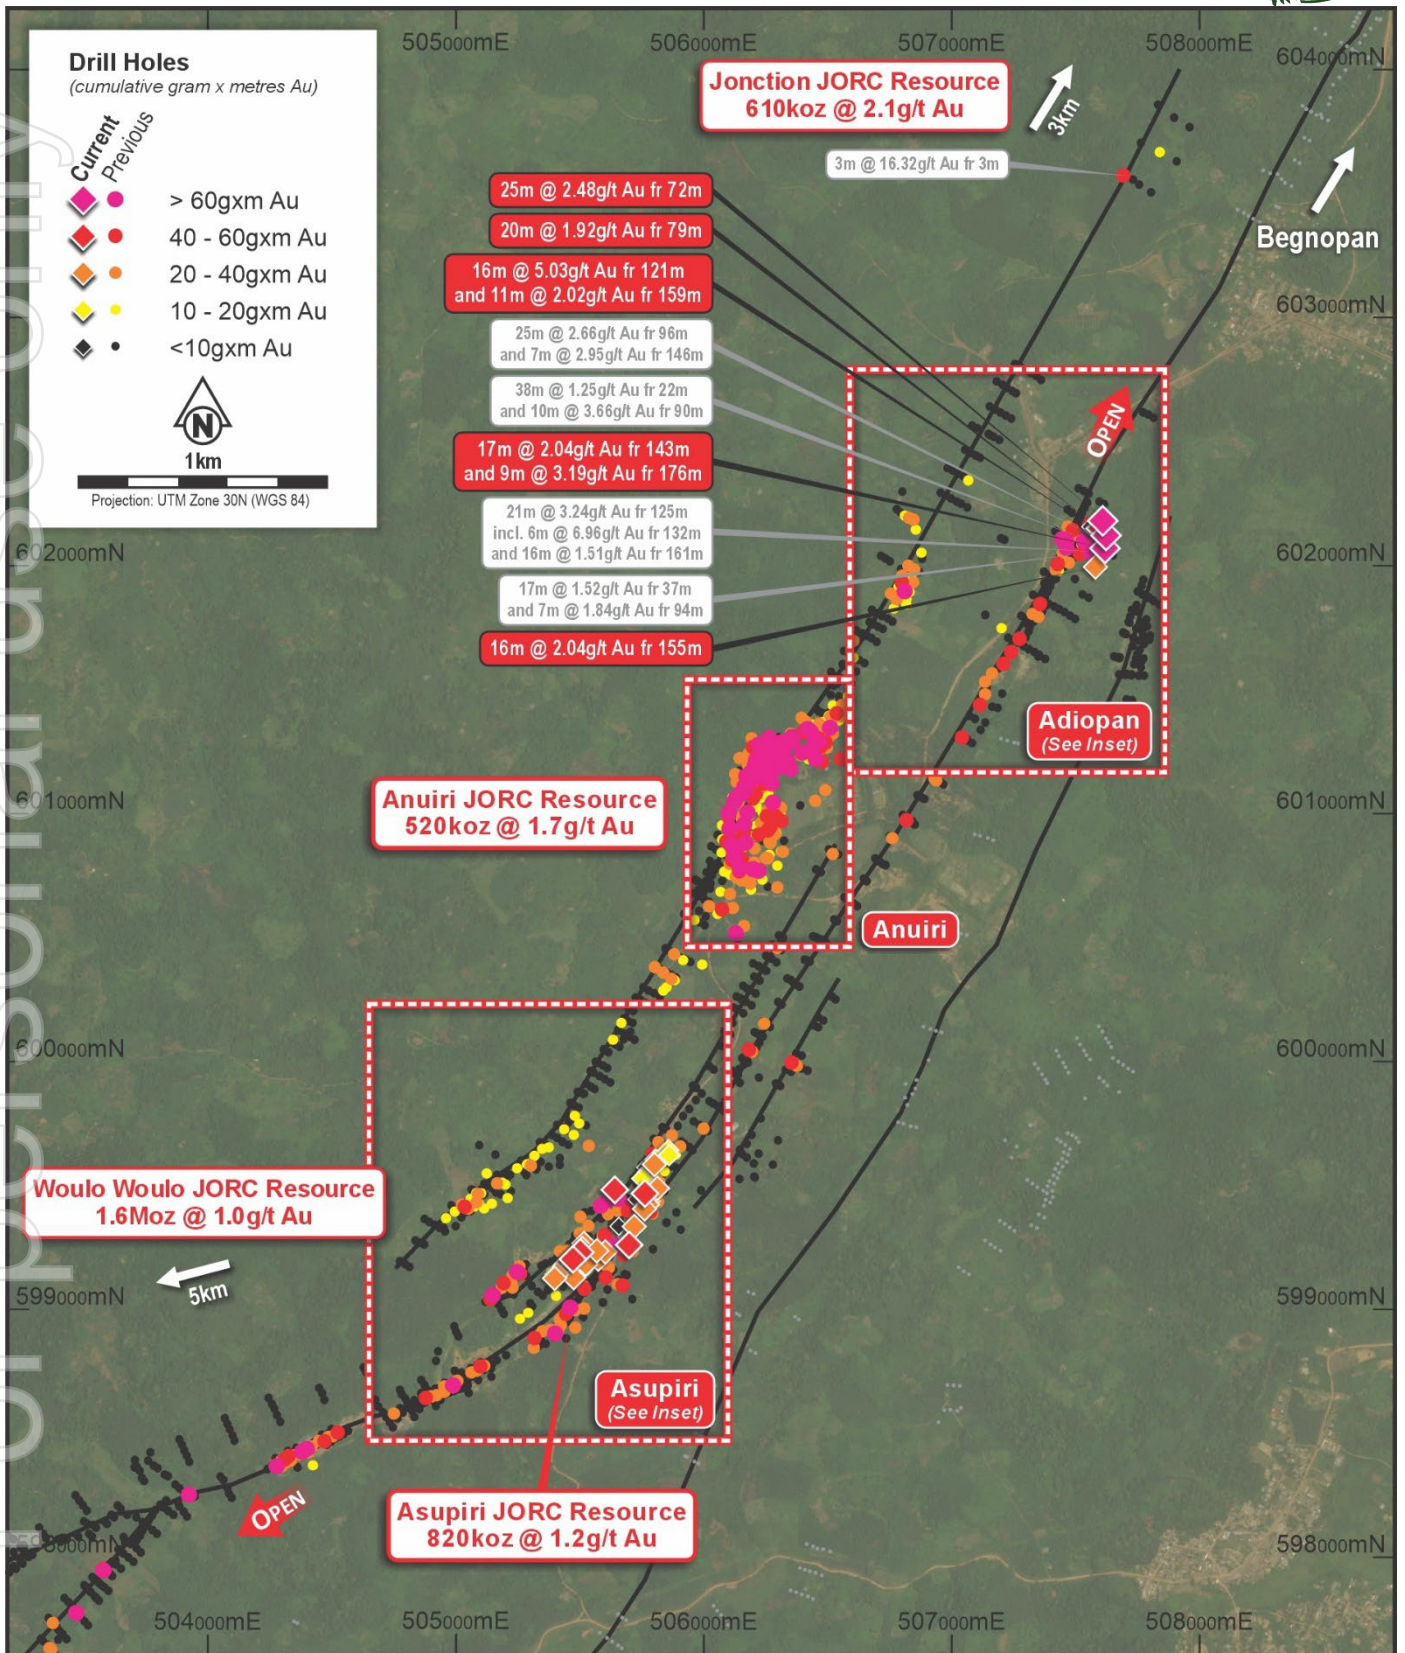 Drill Holes
(cumulative gram x metres Au)
Current
Previous
> 60gxm Au
40 - 60gxm Au
20 - 40gxm Au
10 - 20gxm Au
<10gxm Au
N
1km
Projection: UTM Zone 30N (WGS 84)
505000mE
506000mE
507000mE
508000mE
604000mN
Jonction JORC Resource
610koz @ 2.1g/t Au
3km
3m @ 16.32g/t Au fr 3m
Begnopan
25m @ 2.48g/t Au fr 72m
20m @ 1.92g/t Au fr 79m
16m @ 5.03g/t Au fr 121m
and 11m @ 2.02g/t Au fr 159m
603000mN
25m @ 2.66g/t Au fr 96m
and 7m @ 2.95g/t Au fr 146m
38m @ 1.25g/t Au fr 22m
and 10m @ 3.66g/t Au fr 90m
OPEN
17m @ 2.04g/t Au fr 143m
and 9m @ 3.19g/t Au fr 176m
21m @ 3.24g/t Au fr 125m
incl. 6m @ 6.96g/t Au fr 132m
and 16m @ 1.51g/t Au fr 161m
602000mN
602000mN
17m @ 1.52g/t Au fr 37m
and 7m @ 1.84g/t Au fr 94m
16m @ 2.04g/t Au fr 155m
Adiopan
(See Inset)
601000mN
601000mN
Anuiri JORC Resource
520koz @ 1.7g/t Au
Anuiri
600000mN
600000mN
Woulo Woulo JORC Resource
1.6Moz @ 1.0g/t Au
5km
599000mN
599000mN
Asupiri
(See Inset)
OPEN
Asupiri JORC Resource
820koz @ 1.2g/t Au
598000mN
598000mN
504000mE
505000mE
506000mE
507000mE
508000mE
or personal use only